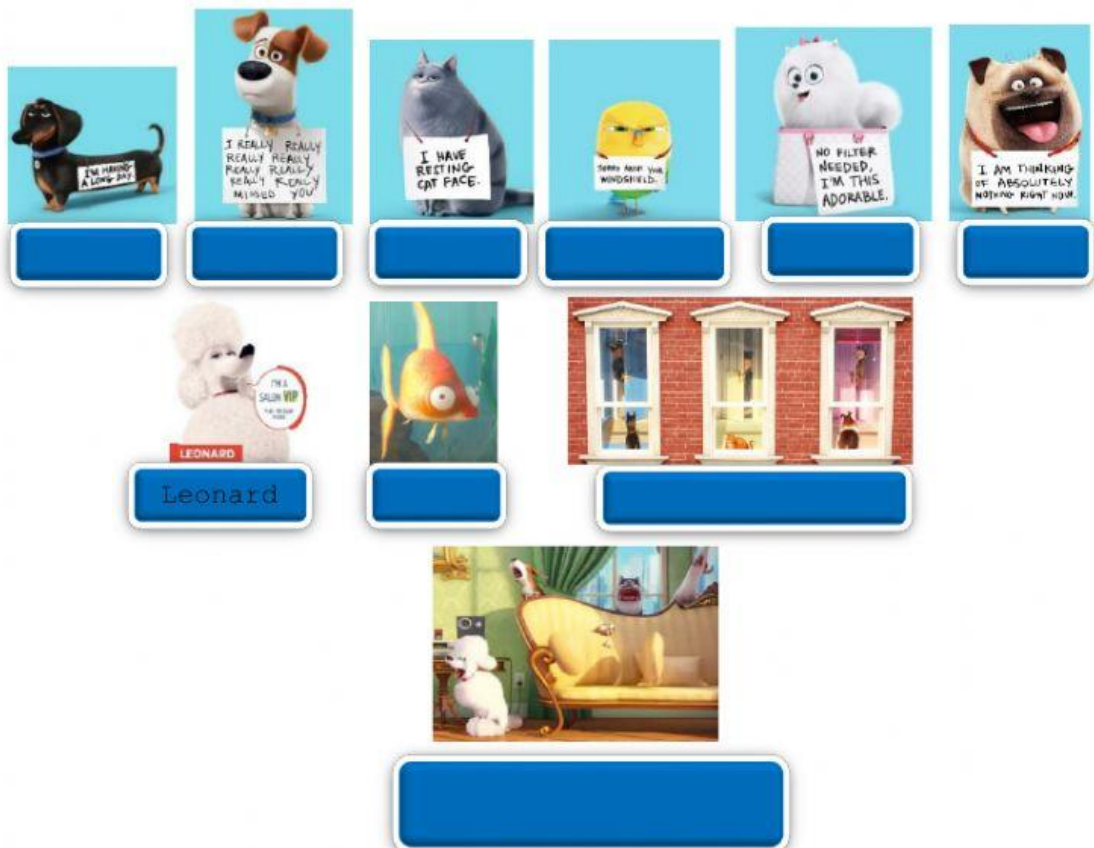 I'M HAVING
A LONG DAY.
I REALLY REALLY
REALLY REALLY
REALLY REALLY
REALLY REALLY
MISSED YOU
I HAVE
RESTING
CAT FACE.
SORRY ABOUT YOUR
WINDSHIELD.
NO FILTER
NEEDED,
I'M THIS
ADORABLE.
I AM THINKING
OF ABSOLUTELY
NOTHING RIGHT NOW.
I'M A
SALON VIP
LEONARD
Leonard